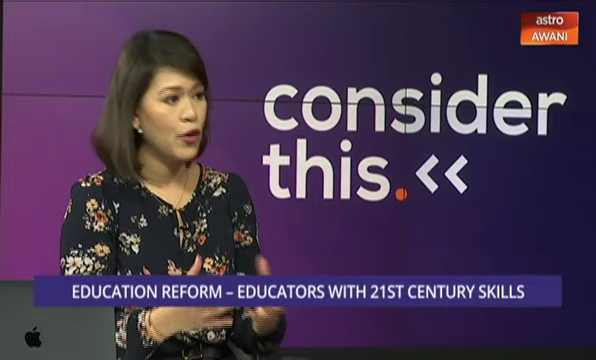 astro
AWANI
consider
this.<<
EDUCATION REFORM – EDUCATORS WITH 21ST CENTURY SKILLS